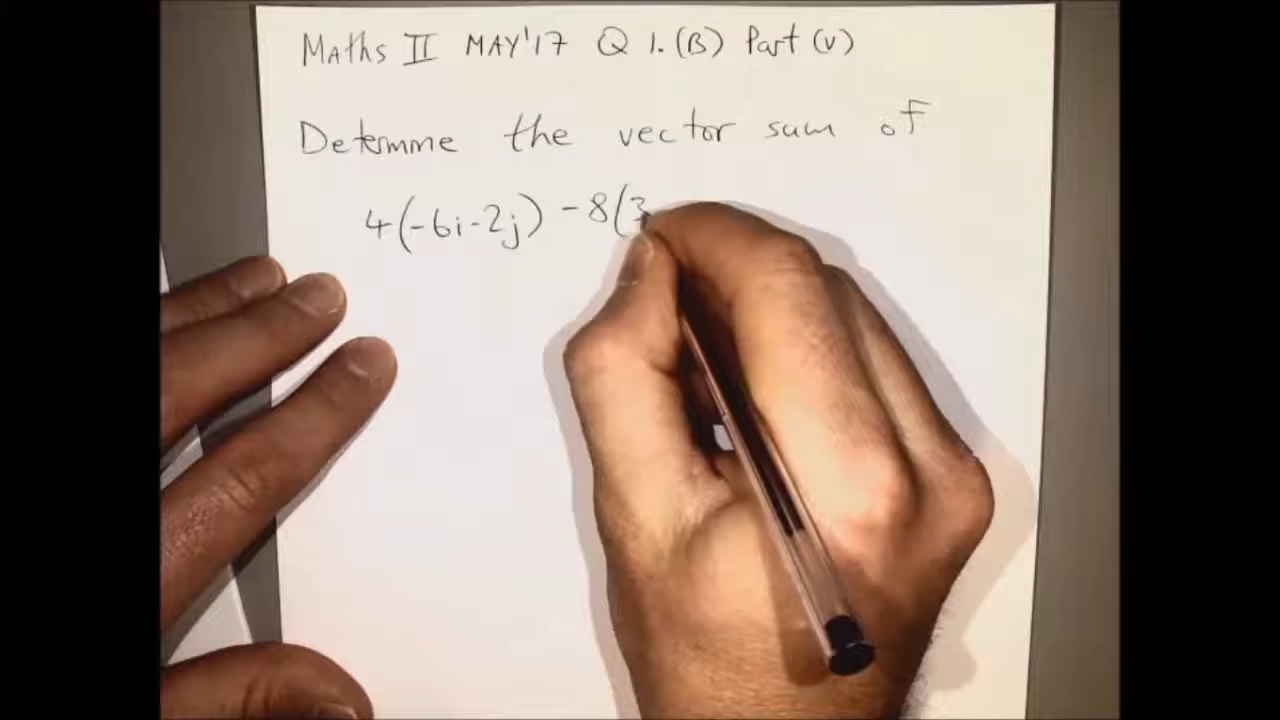 Maths II MAY'17 Q 1. (B) Part (v)
Determine the vector sum of
4(-6i-2j) -8(3